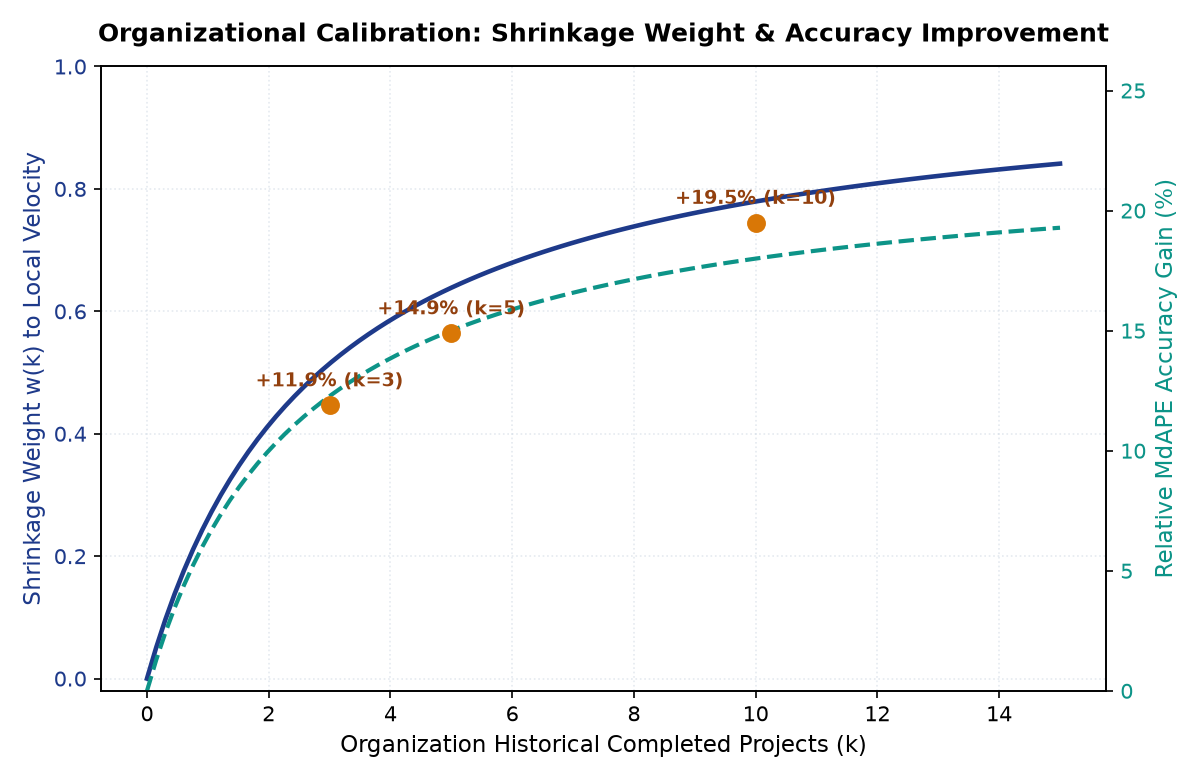 Organizational Calibration: Shrinkage Weight & Accuracy Improvement
Shrinkage Weight w(k) to Local Velocity
1.0
0.8
0.6
0.4
0.2
0.0
+19.5% (k=10)
+14.9% (k=5)
+11.9% (k=3)
25
20
15
10
5
0
Relative MdAPE Accuracy Gain (%)
0 2 4 6 8 10 12 14
Organization Historical Completed Projects (k)